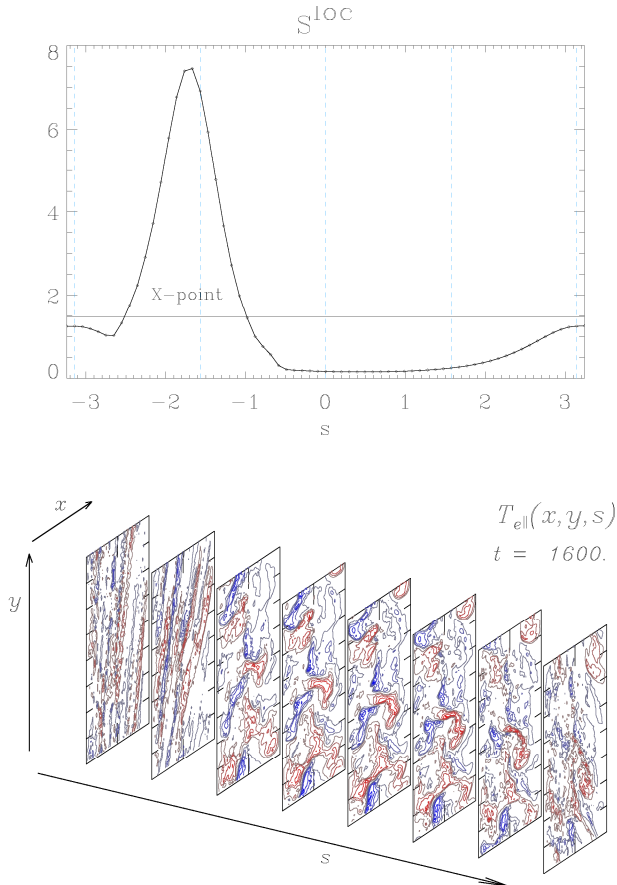 S^loc
8
6
4
2
0
X-point
-3 -2 -1 0 1 2 3
s
x
T_e∥(x,y,s)
t = 1600.
y
s